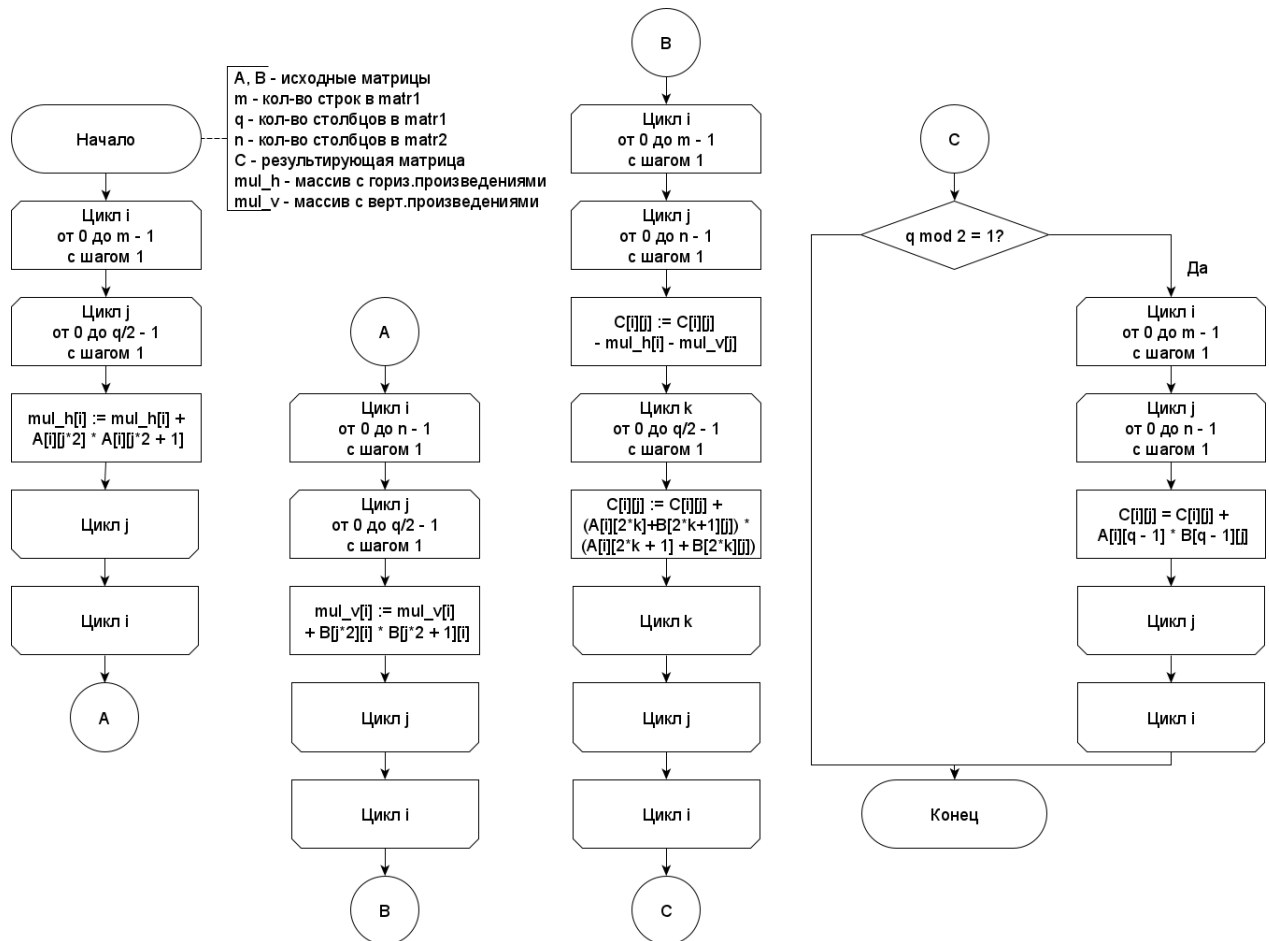 Начало
A, B - исходные матрицы
m - кол-во строк в matr1
q - кол-во столбцов в matr1
n - кол-во столбцов в matr2
C - результирующая матрица
mul_h - массив с гориз.произведениями
mul_v - массив с верт.произведениями
Цикл i
от 0 до m - 1
с шагом 1
Цикл j
от 0 до q/2 - 1
с шагом 1
mul_h[i] := mul_h[i] +
A[i][j*2] * A[i][j*2 + 1]
Цикл j
Цикл i
A
A
Цикл i
от 0 до n - 1
с шагом 1
Цикл j
от 0 до q/2 - 1
с шагом 1
mul_v[i] := mul_v[i]
+ B[j*2][i] * B[j*2 + 1][i]
Цикл j
Цикл i
B
B
Цикл i
от 0 до m - 1
с шагом 1
Цикл j
от 0 до n - 1
с шагом 1
C[i][j] := C[i][j]
- mul_h[i] - mul_v[j]
Цикл k
от 0 до q/2 - 1
с шагом 1
C[i][j] := C[i][j] +
(A[i][2*k]+B[2*k+1][j]) *
(A[i][2*k + 1] + B[2*k][j])
Цикл k
Цикл j
Цикл i
C
C
q mod 2 = 1?
Да
Цикл i
от 0 до m - 1
с шагом 1
Цикл j
от 0 до n - 1
с шагом 1
C[i][j] = C[i][j] +
A[i][q - 1] * B[q - 1][j]
Цикл j
Цикл i
Конец